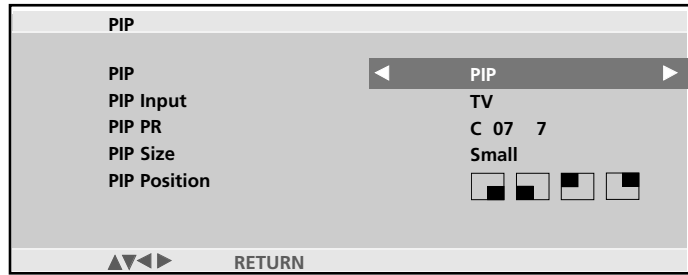 PIP
PIP PIP
PIP Input TV
PIP PR C 07 7
PIP Size Small
PIP Position
RETURN